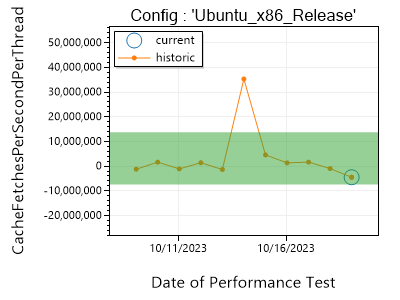 Config : 'Ubuntu_x86_Release'
CacheFetchesPerSecondPerThread
50,000,000
40,000,000
30,000,000
20,000,000
10,000,000
0
-10,000,000
-20,000,000
current
historic
10/11/2023
10/16/2023
Date of Performance Test